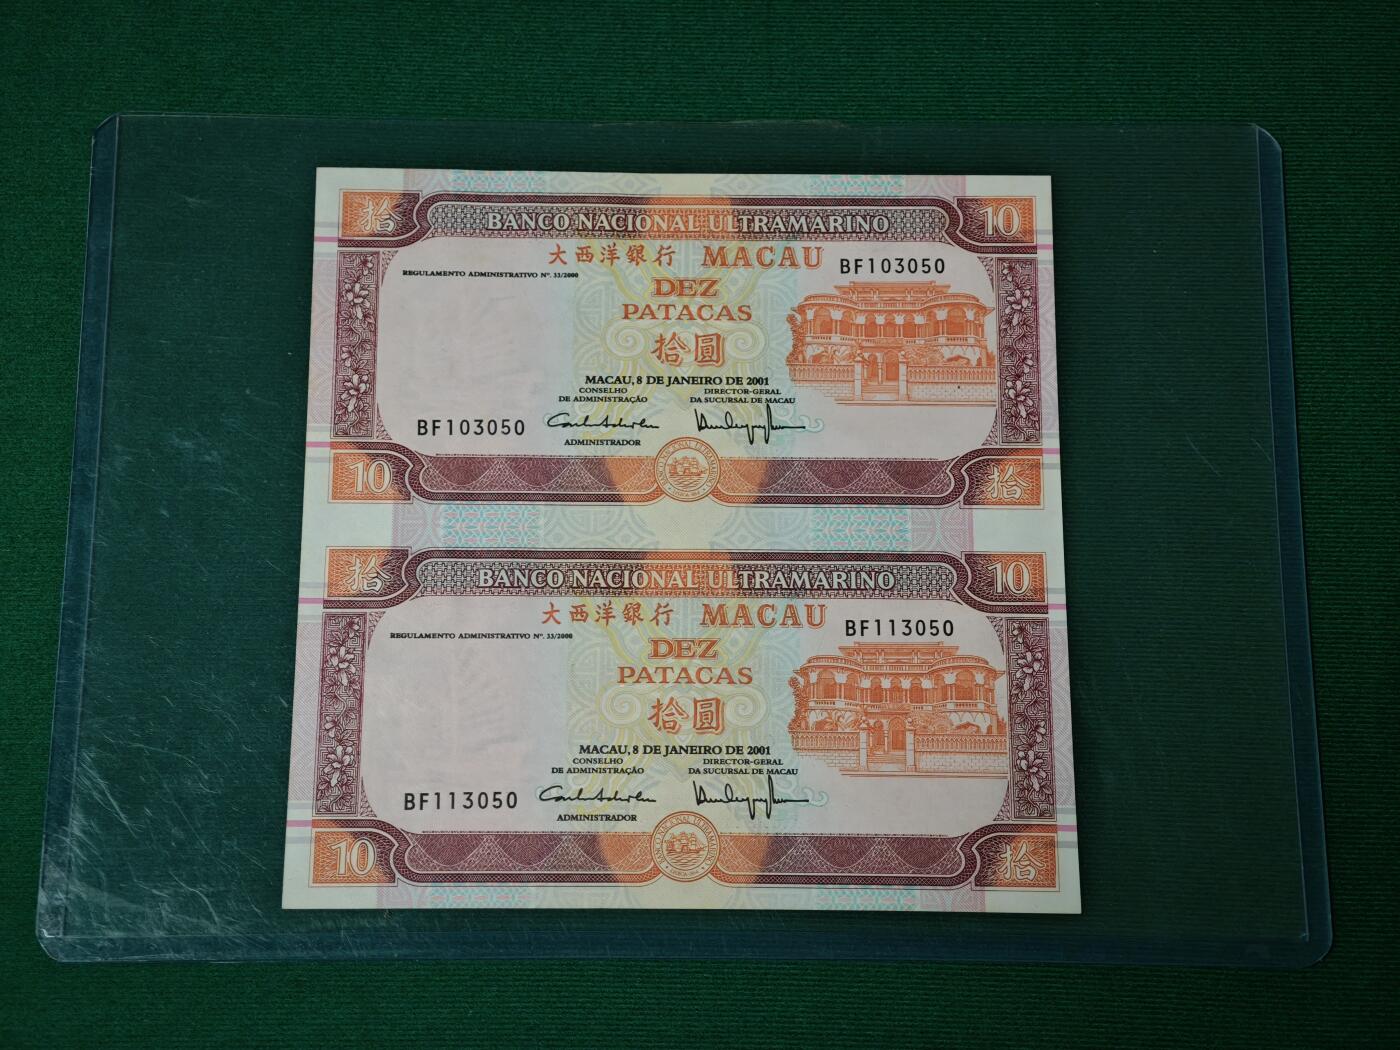 拾 BANCO NACIONAL ULTRAMARINO 10
大西洋銀行 MACAU BF103050
REGULAMENTO ADMINISTRATIVO Nº. 33/2000
DEZ
PATACAS
拾圓
MACAU, 8 DE JANEIRO DE 2001
CONSELHO DE ADMINISTRAÇÃO
DIRECTOR-GERAL DA SUCURSAL DE MACAU
BF103050
ADMINISTRADOR
10 拾
拾 BANCO NACIONAL ULTRAMARINO 10
大西洋銀行 MACAU BF113050
REGULAMENTO ADMINISTRATIVO Nº. 33/2000
DEZ
PATACAS
拾圓
MACAU, 8 DE JANEIRO DE 2001
CONSELHO DE ADMINISTRAÇÃO
DIRECTOR-GERAL DA SUCURSAL DE MACAU
BF113050
ADMINISTRADOR
10 拾